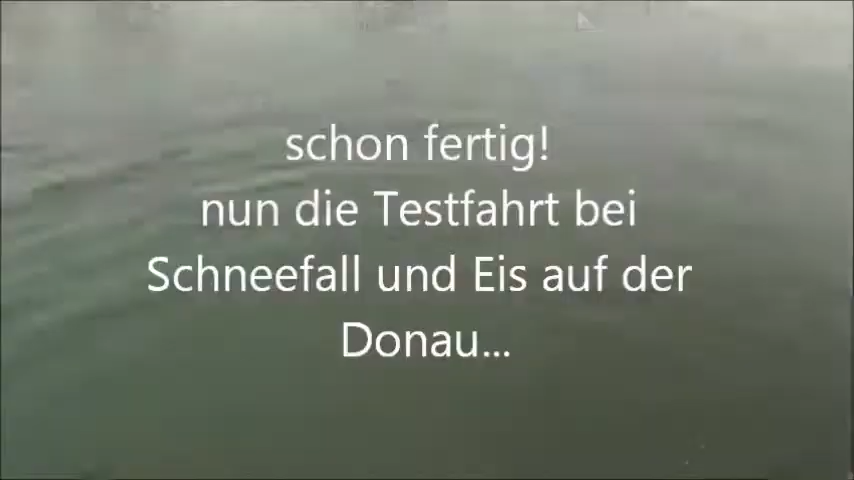 schon fertig!
nun die Testfahrt bei
Schneefall und Eis auf der
Donau...